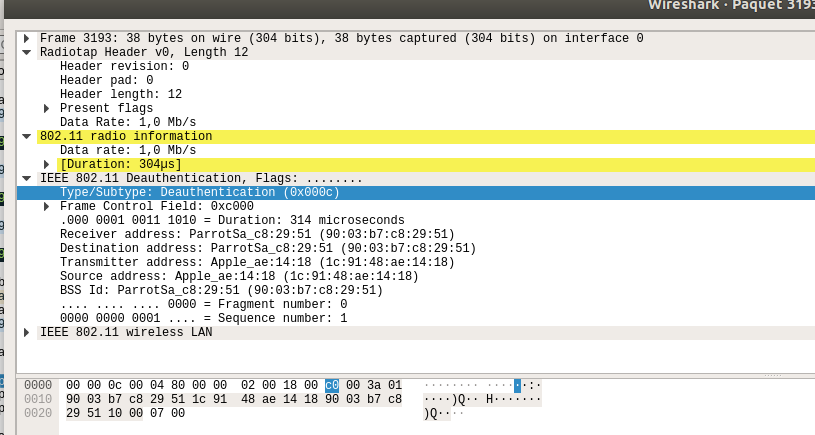 Wireshark · Paquet 3193
Frame 3193: 38 bytes on wire (304 bits), 38 bytes captured (304 bits) on interface 0
Radiotap Header v0, Length 12
Header revision: 0
Header pad: 0
Header length: 12
Present flags
Data Rate: 1,0 Mb/s
802.11 radio information
Data rate: 1,0 Mb/s
[Duration: 304µs]
IEEE 802.11 Deauthentication, Flags: ........
Type/Subtype: Deauthentication (0x000c)
Frame Control Field: 0xc000
.000 0001 0011 1010 = Duration: 314 microseconds
Receiver address: ParrotSa_c8:29:51 (90:03:b7:c8:29:51)
Destination address: ParrotSa_c8:29:51 (90:03:b7:c8:29:51)
Transmitter address: Apple_ae:14:18 (1c:91:48:ae:14:18)
Source address: Apple_ae:14:18 (1c:91:48:ae:14:18)
BSS Id: ParrotSa_c8:29:51 (90:03:b7:c8:29:51)
.... .... .... 0000 = Fragment number: 0
0000 0000 0001 .... = Sequence number: 1
IEEE 802.11 wireless LAN
0000 00 00 0c 00 04 80 00 00 02 00 18 00 c0 00 3a 01 ········ ·····:·
0010 90 03 b7 c8 29 51 1c 91 48 ae 14 18 90 03 b7 c8 ····)Q·· H·······
0020 29 51 10 00 07 00 )Q····